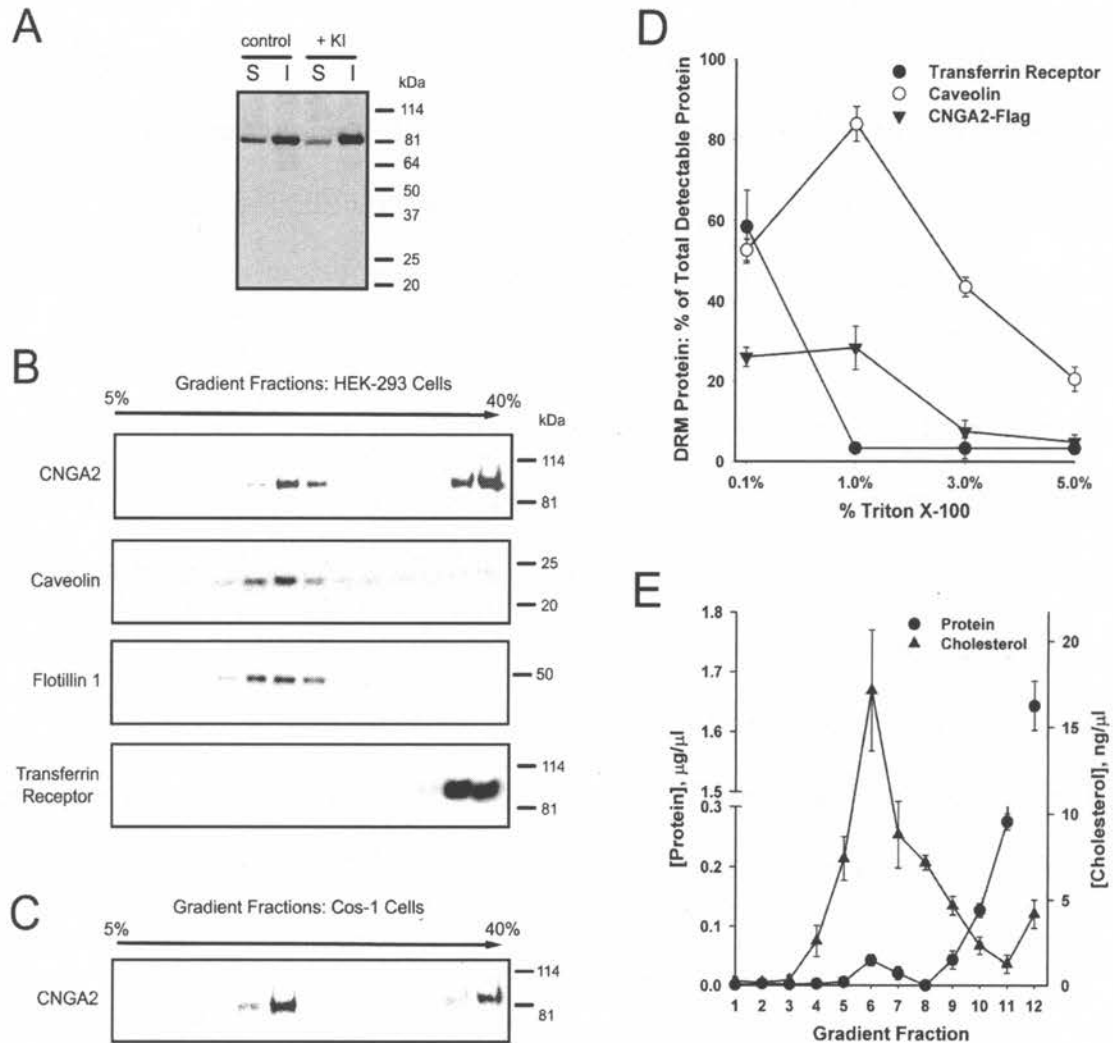 A
control + KI
S I S I
kDa
114
81
64
50
37
25
20
B
Gradient Fractions: HEK-293 Cells
5% 40%
kDa
CNGA2
114
81
Caveolin
25
20
Flotillin 1
50
Transferrin
Receptor
114
81
C
Gradient Fractions: Cos-1 Cells
5% 40%
CNGA2
114
81
D
DRM Protein: % of Total Detectable Protein
100
80
60
40
20
0
Transferrin Receptor
Caveolin
CNGA2-Flag
0.1% 1.0% 3.0% 5.0%
% Triton X-100
E
[Protein], µg/µl
1.8
1.7
1.6
1.5
0.3
0.2
0.1
0.0
Protein
Cholesterol
20
15
10
5
0
[Cholesterol], ng/µl
1 2 3 4 5 6 7 8 9 10 11 12
Gradient Fraction